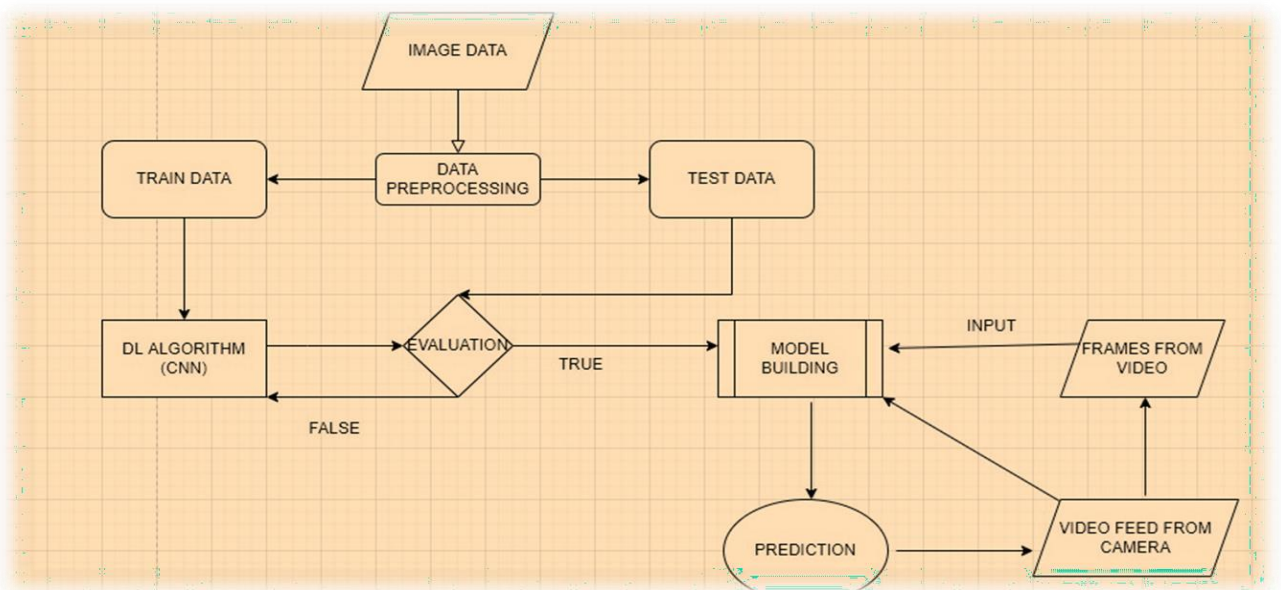 IMAGE DATA
TRAIN DATA
DATA
PREPROCESSING
TEST DATA
DL ALGORITHM
(CNN)
EVALUATION
TRUE
FALSE
MODEL
BUILDING
INPUT
FRAMES FROM
VIDEO
PREDICTION
VIDEO FEED FROM
CAMERA